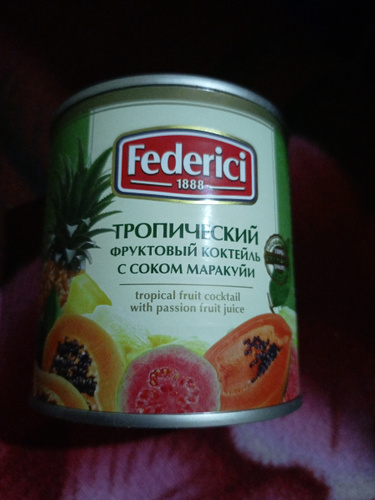 Federici
1888
ТРОПИЧЕСКИЙ
ФРУКТОВЫЙ КОКТЕЙЛЬ
С СОКОМ МАРАКУЙИ
tropical fruit cocktail
with passion fruit juice